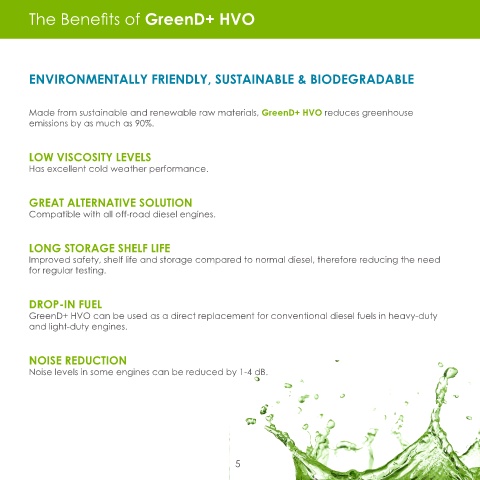 The Benefits of GreenD+ HVO
ENVIRONMENTALLY FRIENDLY, SUSTAINABLE & BIODEGRADABLE
Made from sustainable and renewable raw materials, GreenD+ HVO reduces greenhouse
emissions by as much as 90%.
LOW VISCOSITY LEVELS
Has excellent cold weather performance.
GREAT ALTERNATIVE SOLUTION
Compatible with all off-road diesel engines.
LONG STORAGE SHELF LIFE
Improved safety, shelf life and storage compared to normal diesel, therefore reducing the need
for regular testing.
DROP-IN FUEL
GreenD+ HVO can be used as a direct replacement for conventional diesel fuels in heavy-duty
and light-duty engines.
NOISE REDUCTION
Noise levels in some engines can be reduced by 1-4 dB.
5